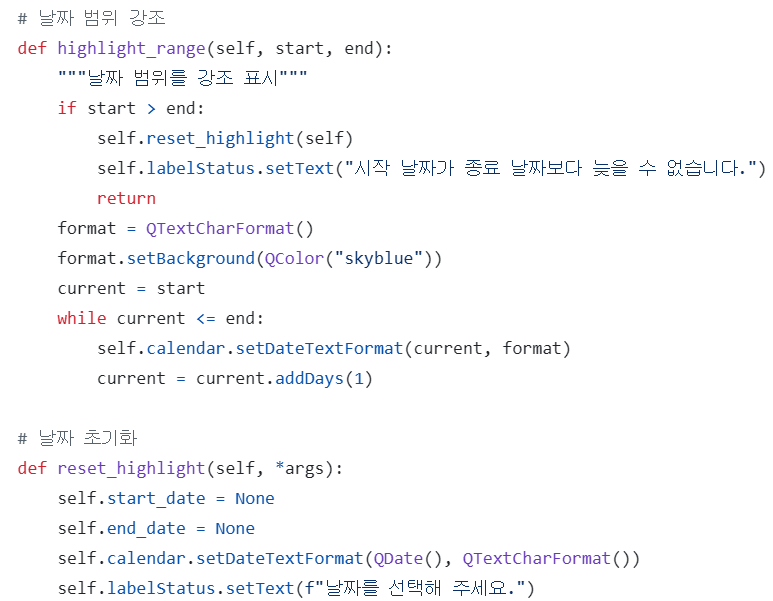 # 날짜 범위 강조
def highlight_range(self, start, end):
    """날짜 범위를 강조 표시"""
    if start > end:
        self.reset_highlight(self)
        self.labelStatus.setText("시작 날짜가 종료 날짜보다 늦을 수 없습니다.")
        return
    format = QTextCharFormat()
    format.setBackground(QColor("skyblue"))
    current = start
    while current <= end:
        self.calendar.setDateTextFormat(current, format)
        current = current.addDays(1)

# 날짜 초기화
def reset_highlight(self, *args):
    self.start_date = None
    self.end_date = None
    self.calendar.setDateTextFormat(QDate(), QTextCharFormat())
    self.labelStatus.setText(f"날짜를 선택해 주세요.")